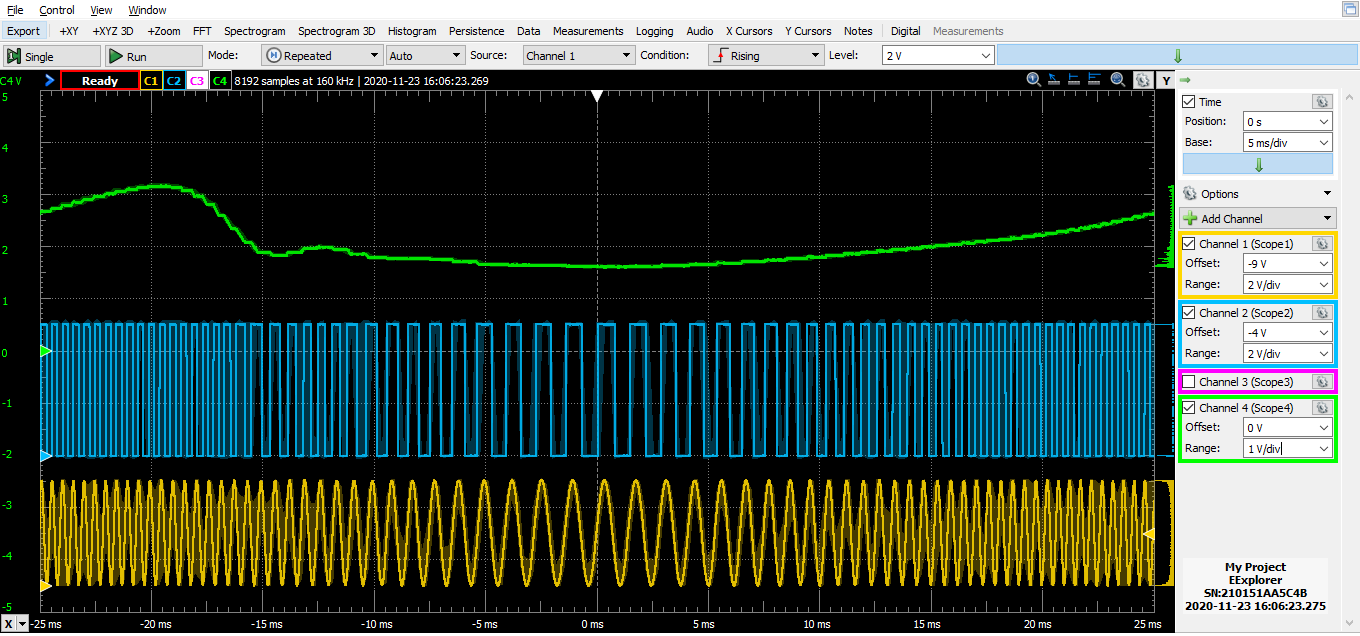 File Control View Window
Export +XY +XYZ 3D +Zoom FFT Spectrogram Spectrogram 3D Histogram Persistence Data Measurements Logging Audio X Cursors Y Cursors Notes Digital Measurements
Single Run Mode: Repeated Auto Source: Channel 1 Condition: Rising Level: 2 V
C4 V Ready C1 C2 C3 C4 8192 samples at 160 kHz | 2020-11-23 16:06:23.269 Y
5
4
3
2
1
0
-1
-2
-3
-4
-5
X -25 ms -20 ms -15 ms -10 ms -5 ms 0 ms 5 ms 10 ms 15 ms 20 ms 25 ms
Time
Position: 0 s
Base: 5 ms/div
Options
Add Channel
Channel 1 (Scope1)
Offset: -9 V
Range: 2 V/div
Channel 2 (Scope2)
Offset: -4 V
Range: 2 V/div
Channel 3 (Scope3)
Channel 4 (Scope4)
Offset: 0 V
Range: 1 V/div
My Project
EExplorer
SN:210151AA5C4B
2020-11-23 16:06:23.275